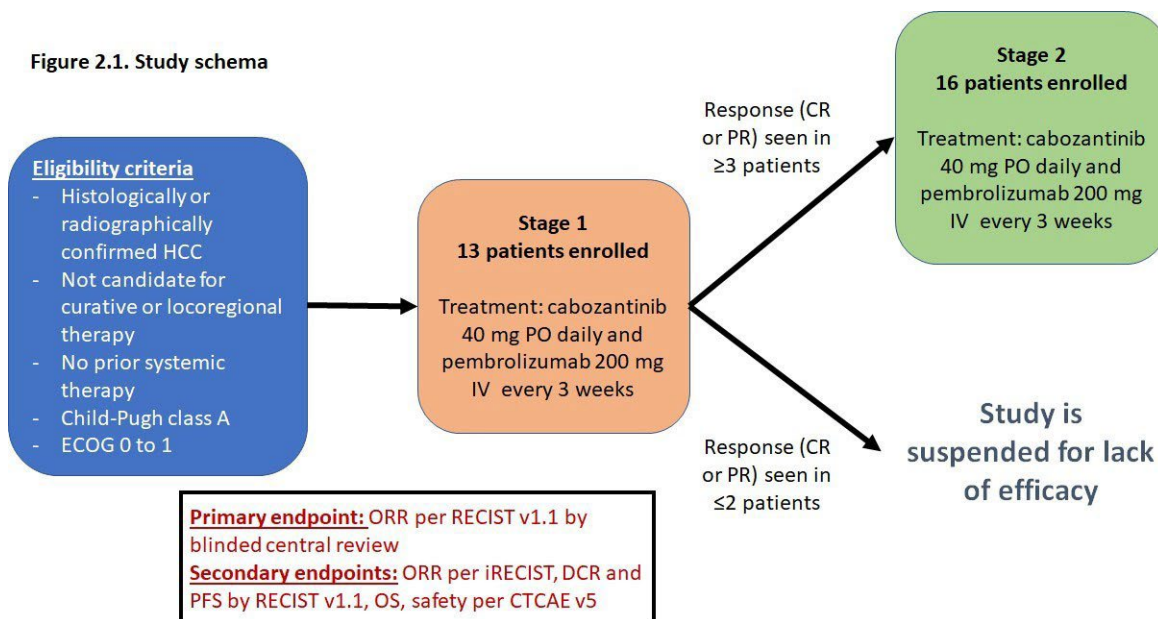 Figure 2.1. Study schema
Eligibility criteria
- Histologically or
radiographically
confirmed HCC
- Not candidate for
curative or locoregional
therapy
- No prior systemic
therapy
- Child-Pugh class A
- ECOG 0 to 1
Stage 1
13 patients enrolled
Treatment: cabozantinib
40 mg PO daily and
pembrolizumab 200 mg
IV every 3 weeks
Response (CR
or PR) seen in
≥3 patients
Stage 2
16 patients enrolled
Treatment: cabozantinib
40 mg PO daily and
pembrolizumab 200 mg
IV every 3 weeks
Response (CR
or PR) seen in
≤2 patients
Study is
suspended for lack
of efficacy
Primary endpoint: ORR per RECIST v1.1 by
blinded central review
Secondary endpoints: ORR per iRECIST, DCR and
PFS by RECIST v1.1, OS, safety per CTCAE v5